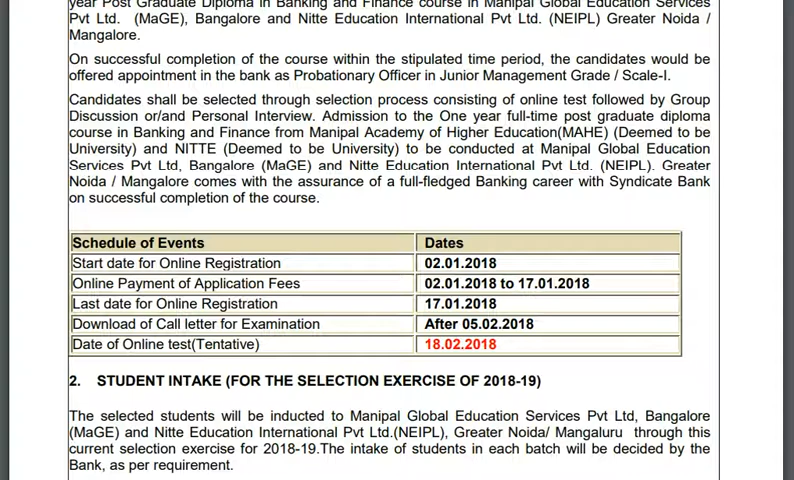 year Post Graduate Diploma in Banking and Finance course in Manipal Global Education Services
Pvt Ltd. (MaGE), Bangalore and Nitte Education International Pvt Ltd. (NEIPL) Greater Noida /
Mangalore.
On successful completion of the course within the stipulated time period, the candidates would be
offered appointment in the bank as Probationary Officer in Junior Management Grade / Scale-I.
Candidates shall be selected through selection process consisting of online test followed by Group
Discussion or/and Personal Interview. Admission to the One year full-time post graduate diploma
course in Banking and Finance from Manipal Academy of Higher Education(MAHE) (Deemed to be
University) and NITTE (Deemed to be University) to be conducted at Manipal Global Education
Services Pvt Ltd, Bangalore (MaGE) and Nitte Education International Pvt Ltd. (NEIPL). Greater
Noida / Mangalore comes with the assurance of a full-fledged Banking career with Syndicate Bank
on successful completion of the course.
Schedule of Events Dates
Start date for Online Registration 02.01.2018
Online Payment of Application Fees 02.01.2018 to 17.01.2018
Last date for Online Registration 17.01.2018
Download of Call letter for Examination After 05.02.2018
Date of Online test(Tentative) 18.02.2018
2. STUDENT INTAKE (FOR THE SELECTION EXERCISE OF 2018-19)
The selected students will be inducted to Manipal Global Education Services Pvt Ltd, Bangalore
(MaGE) and Nitte Education International Pvt Ltd.(NEIPL), Greater Noida/ Mangaluru through this
current selection exercise for 2018-19.The intake of students in each batch will be decided by the
Bank, as per requirement.